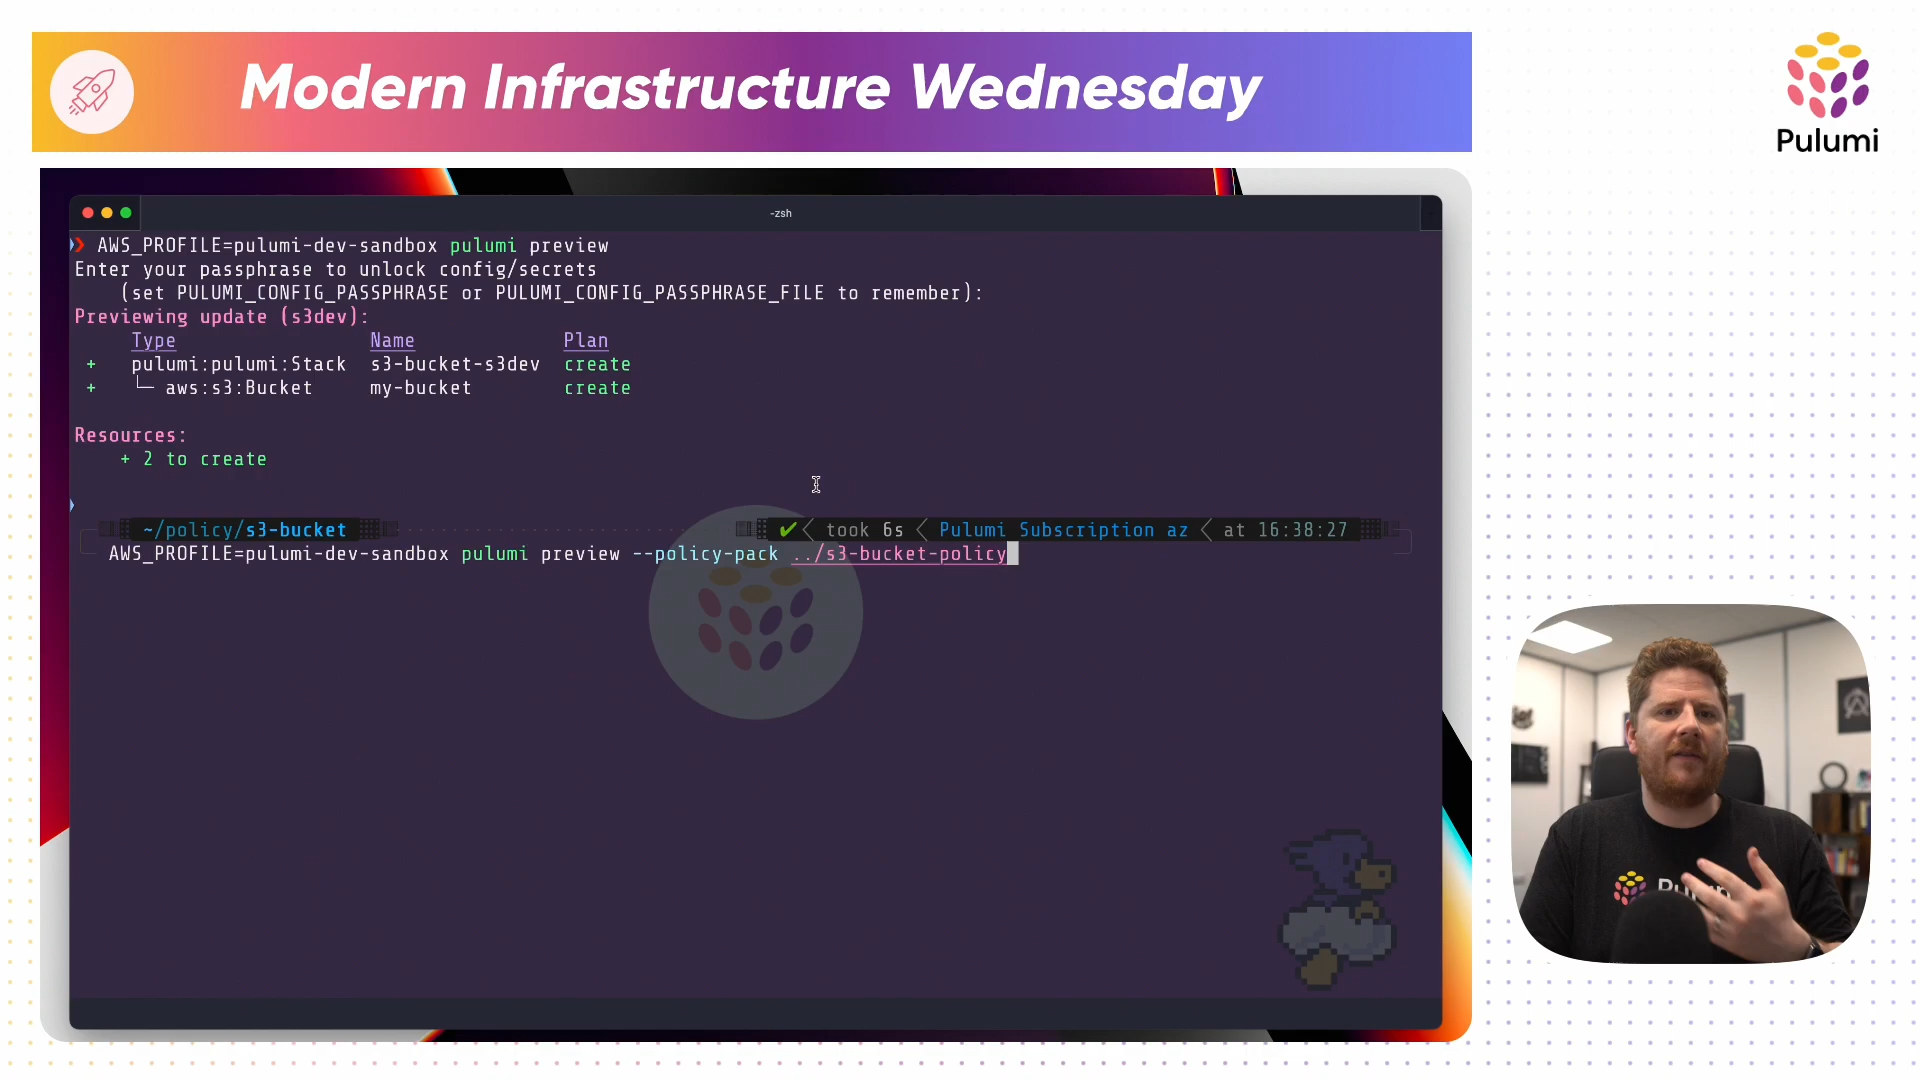 Modern Infrastructure Wednesday
Pulumi
-zsh
❯ AWS_PROFILE=pulumi-dev-sandbox pulumi preview
Enter your passphrase to unlock config/secrets
(set PULUMI_CONFIG_PASSPHRASE or PULUMI_CONFIG_PASSPHRASE_FILE to remember):
Previewing update (s3dev):
Type Name Plan
+ pulumi:pulumi:Stack s3-bucket-s3dev create
+ └─ aws:s3:Bucket my-bucket create
Resources:
+ 2 to create
~/policy/s3-bucket ✔ took 6s Pulumi Subscription az at 16:38:27
AWS_PROFILE=pulumi-dev-sandbox pulumi preview --policy-pack ../s3-bucket-policy